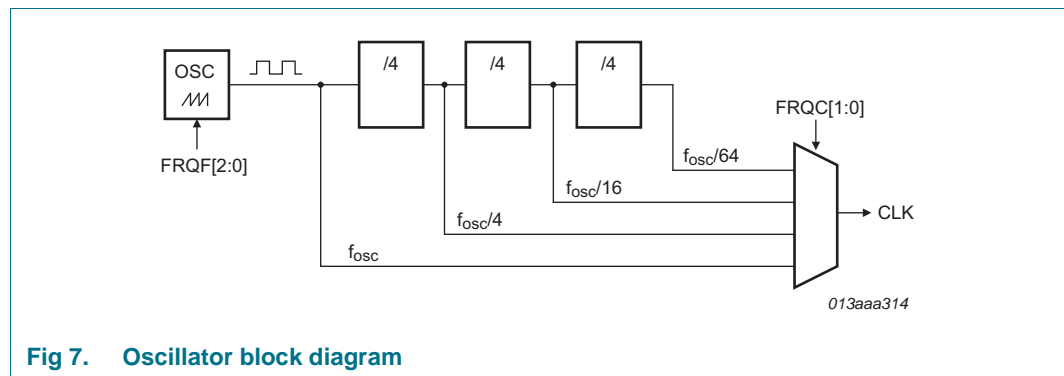 OSC
/4
/4
/4
FRQF[2:0]
FRQC[1:0]
fosc/64
fosc/16
fosc/4
fosc
CLK
013aaa314
Fig 7. Oscillator block diagram